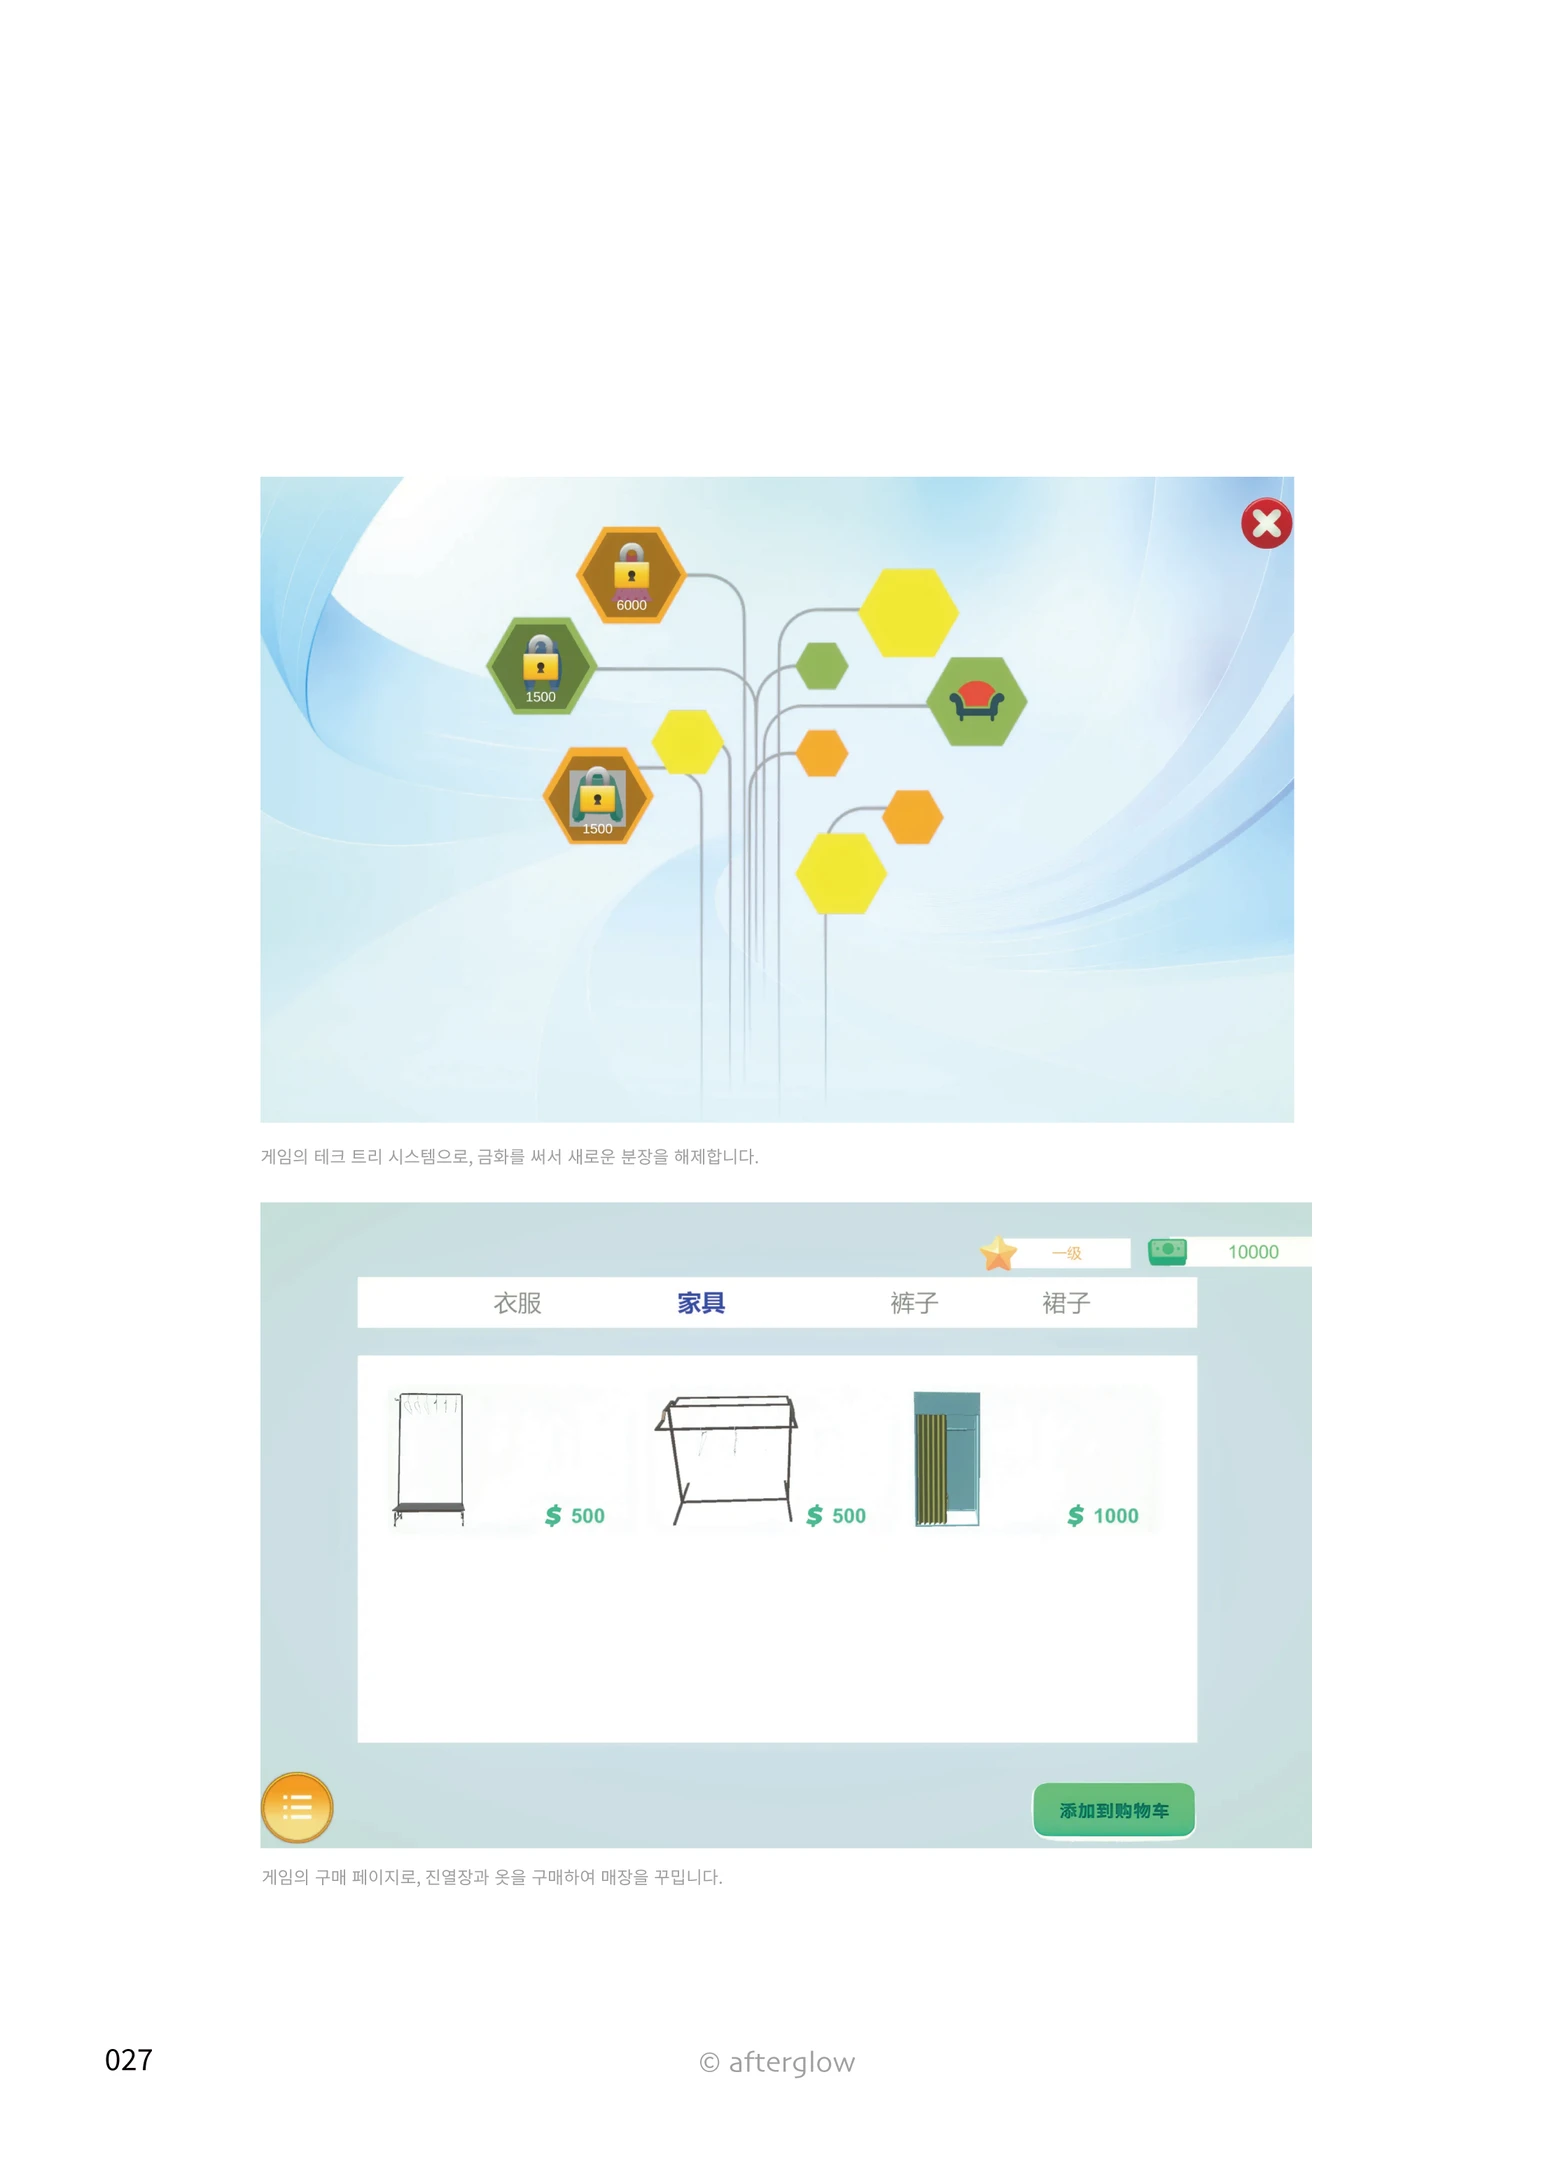 6000
1500
1500
게임의 테크 트리 시스템으로, 금화를 써서 새로운 분장을 해제합니다.
一级
10000
衣服 家具 裤子 裙子
$ 500 $ 500 $ 1000
添加到购物车
게임의 구매 페이지로, 진열장과 옷을 구매하여 매장을 꾸밉니다.
027
© afterglow